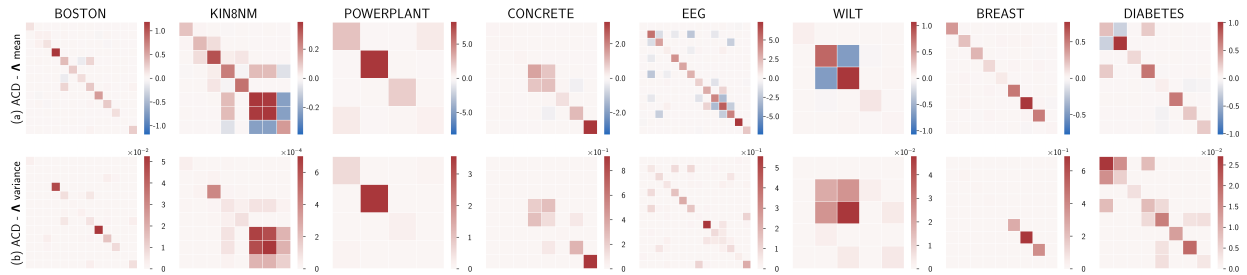 BOSTON KIN8NM POWERPLANT CONCRETE EEG WILT BREAST DIABETES
(a) ACD - Λ mean
1.0 0.5 0.0 −0.5 −1.0
0.2 0.0 −0.2
5.0 2.5 0.0 −2.5 −5.0
2.0 0.0 −2.0
5.0 2.5 0.0 −2.5 −5.0
1.0 0.5 0.0 −0.5 −1.0
0.5 0.0 −0.5
1.0 0.5 0.0 −0.5 −1.0
(b) ACD - Λ variance
×10⁻² 5 4 3 2 1 0
×10⁻⁴ 6 4 2 0
3 2 1 0
×10⁻¹ 8 6 4 2 0
×10⁻¹ 5 4 3 2 1 0
×10⁻² 4 3 2 1 0
×10⁻¹ 6 4 2 0
×10⁻² 2.5 2.0 1.5 1.0 0.5 0.0